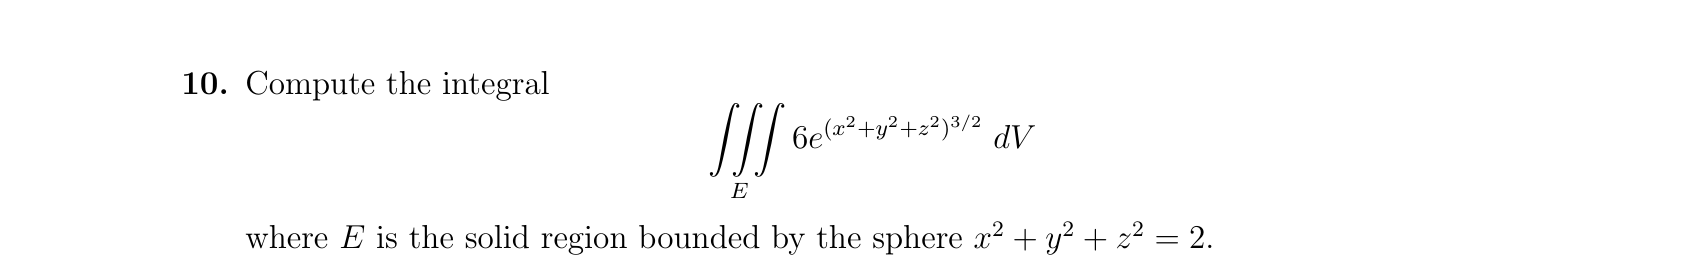 10. Compute the integral
∭_E 6e^{(x^2+y^2+z^2)^{3/2}} dV
where E is the solid region bounded by the sphere x^2 + y^2 + z^2 = 2.